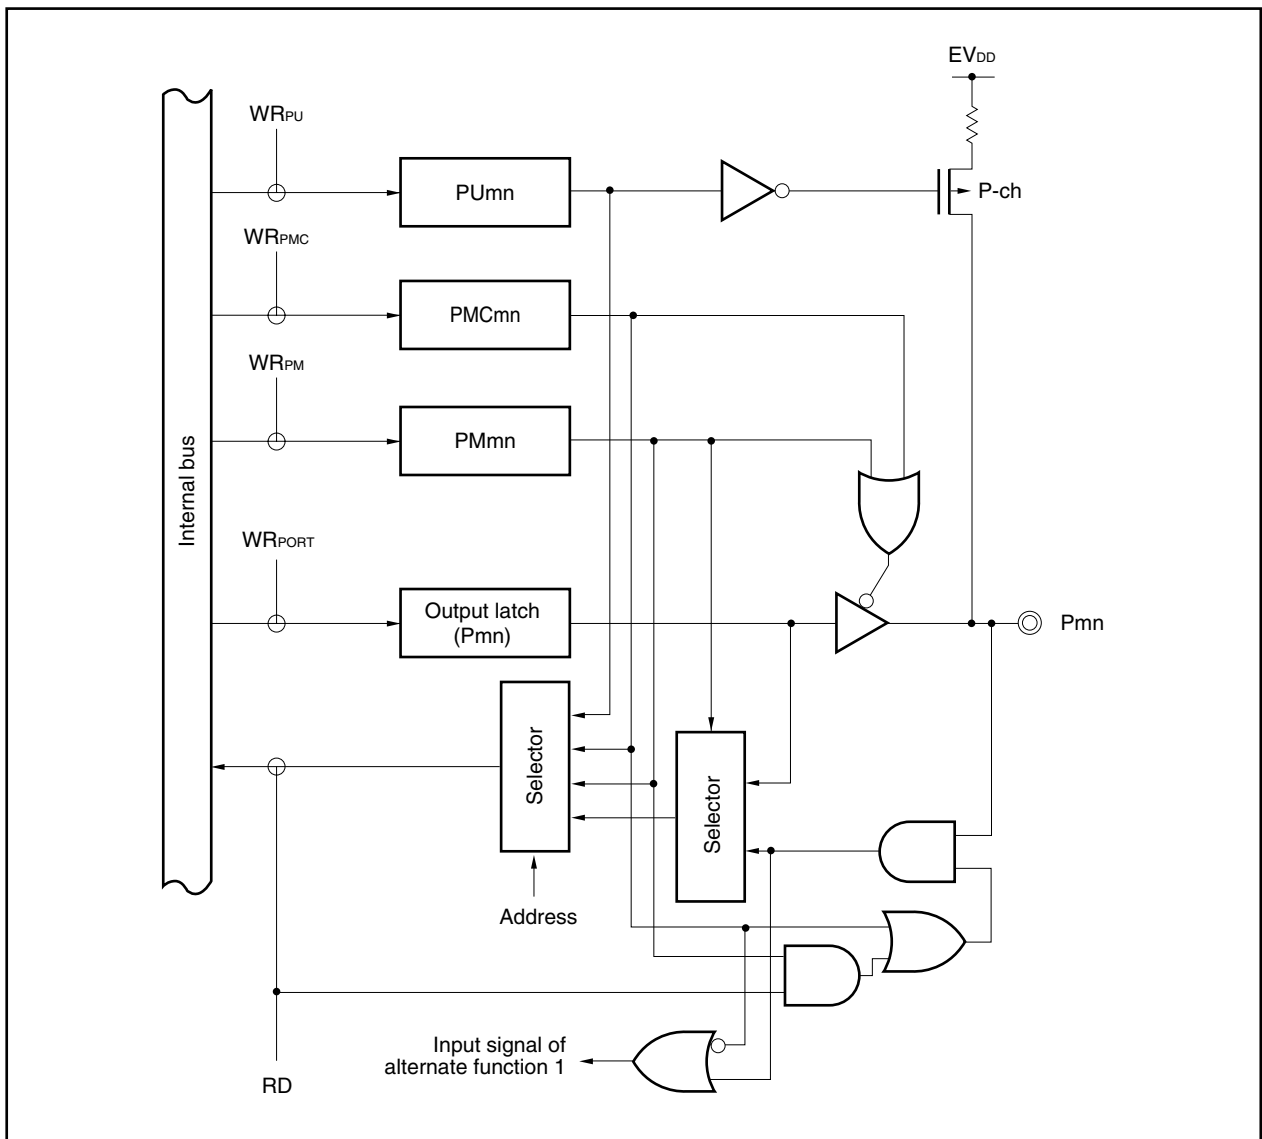 EVDD
WRPU
PUmn
P-ch
WRPMC
PMCmn
WRPM
PMmn
Internal bus
WRPORT
Output latch
(Pmn)
Pmn
Selector
Selector
Address
Input signal of
alternate function 1
RD